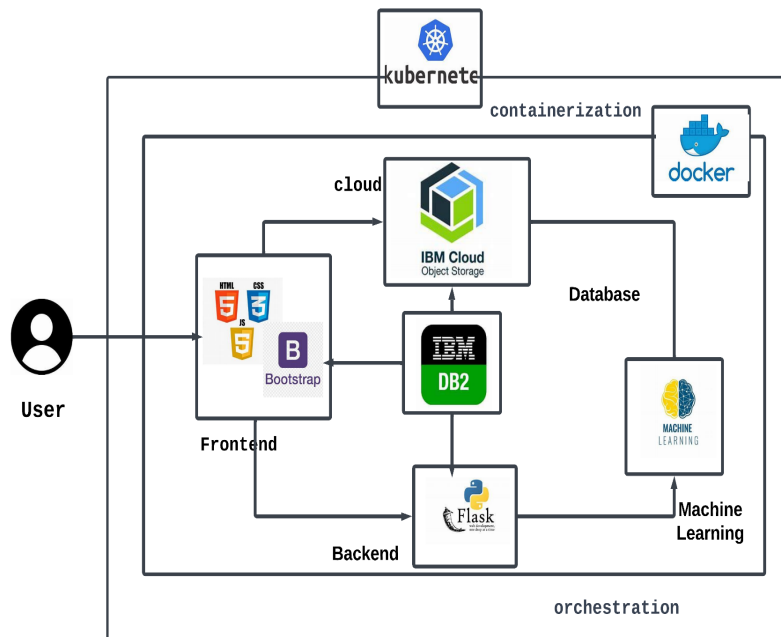 kubernete
containerization
docker
cloud
IBM Cloud
Object Storage
HTML
CSS
5
3
JS
5
B
Bootstrap
Database
IBM
DB2
User
MACHINE
LEARNING
Frontend
Flask
Machine
Learning
Backend
orchestration